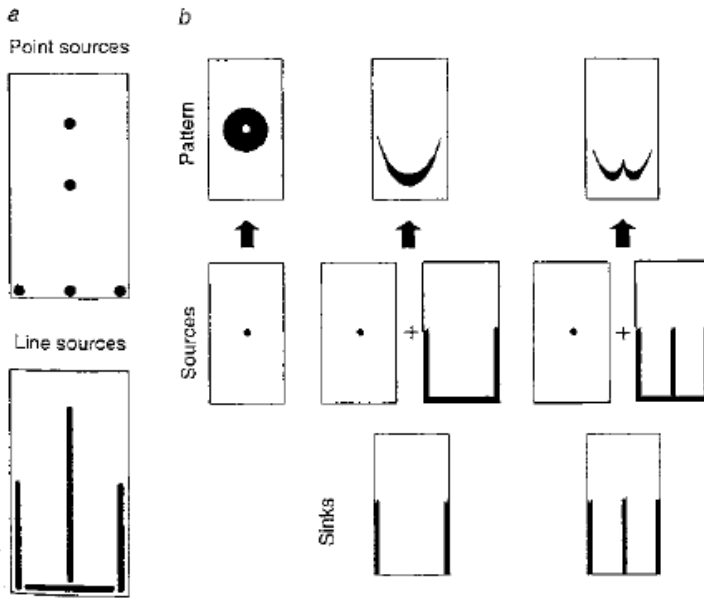 a
Point sources
Line sources
b
Pattern
Sources
+
+
Sinks